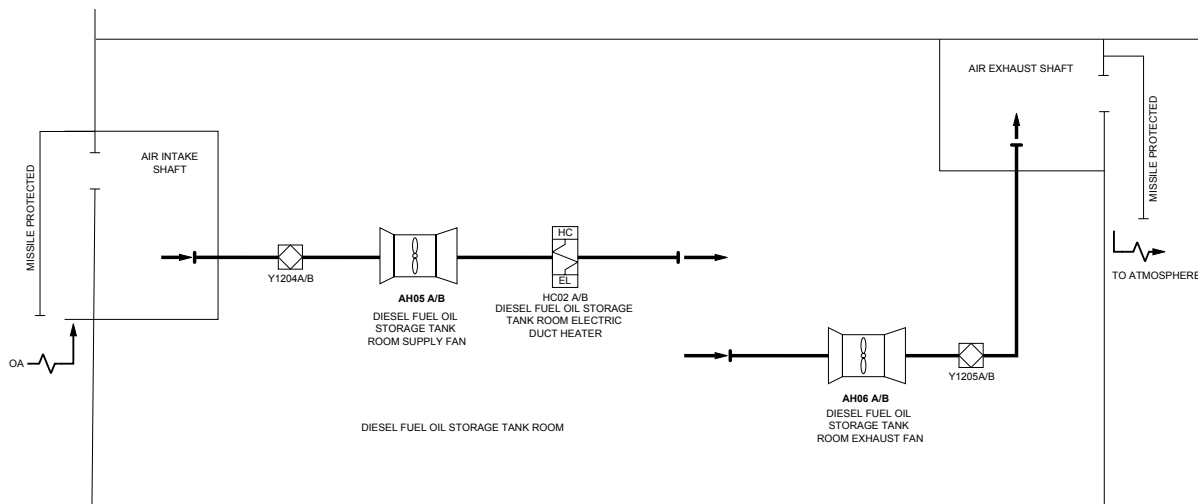 AIR EXHAUST SHAFT
MISSILE PROTECTED
TO ATMOSPHERE
AIR INTAKE
SHAFT
MISSILE PROTECTED
OA
Y1204A/B
AH05 A/B
DIESEL FUEL OIL
STORAGE TANK
ROOM SUPPLY FAN
HC
EL
HC02 A/B
DIESEL FUEL OIL STORAGE
TANK ROOM ELECTRIC
DUCT HEATER
AH06 A/B
DIESEL FUEL OIL
STORAGE TANK
ROOM EXHAUST FAN
Y1205A/B
DIESEL FUEL OIL STORAGE TANK ROOM